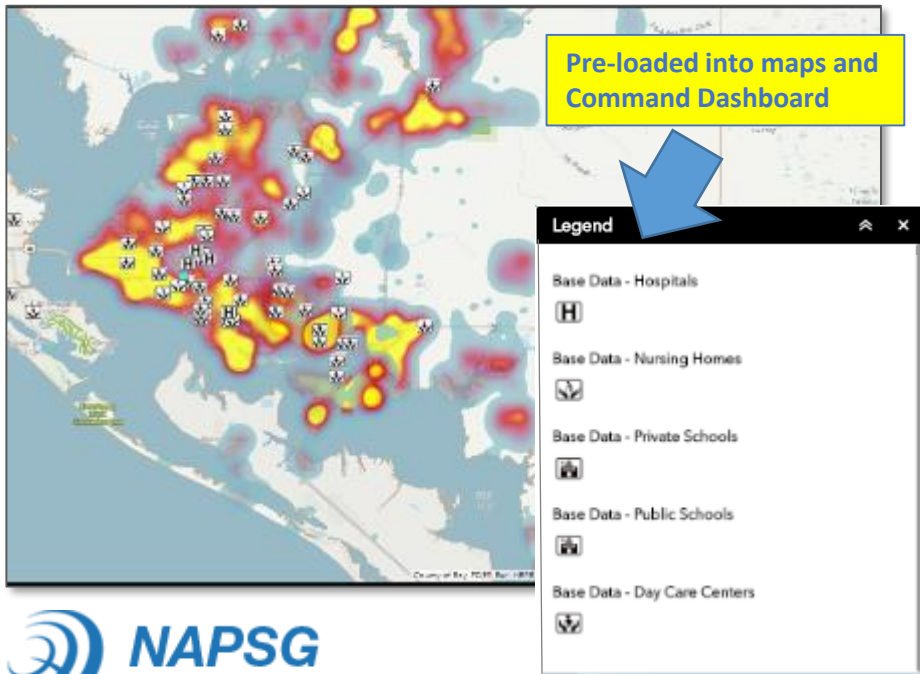 Pre-loaded into maps and
Command Dashboard
Legend
Base Data - Hospitals
H
Base Data - Nursing Homes
Base Data - Private Schools
Base Data - Public Schools
Base Data - Day Care Centers
NAPSG